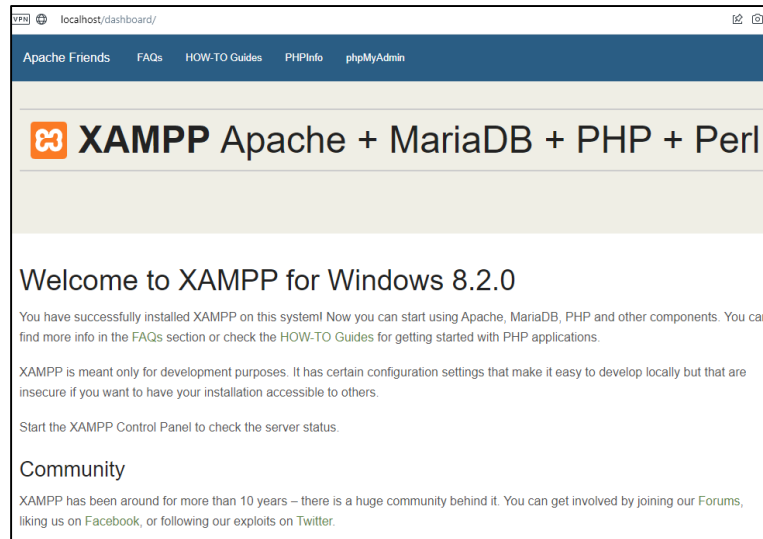 VPN localhost/dashboard/
Apache Friends FAQs HOW-TO Guides PHPInfo phpMyAdmin
XAMPP Apache + MariaDB + PHP + Perl
Welcome to XAMPP for Windows 8.2.0
You have successfully installed XAMPP on this system! Now you can start using Apache, MariaDB, PHP and other components. You can
find more info in the FAQs section or check the HOW-TO Guides for getting started with PHP applications.
XAMPP is meant only for development purposes. It has certain configuration settings that make it easy to develop locally but that are
insecure if you want to have your installation accessible to others.
Start the XAMPP Control Panel to check the server status.
Community
XAMPP has been around for more than 10 years – there is a huge community behind it. You can get involved by joining our Forums,
liking us on Facebook, or following our exploits on Twitter.